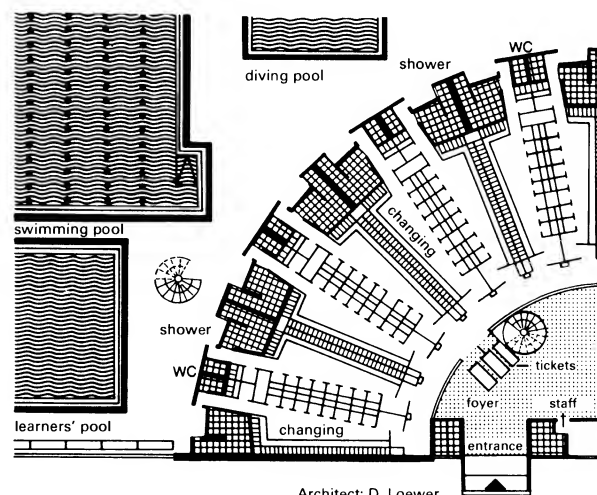 WC
shower
diving pool
changing
swimming pool
shower
tickets
WC
foyer
staff
learners' pool
changing
entrance
Architect: D. Loewer